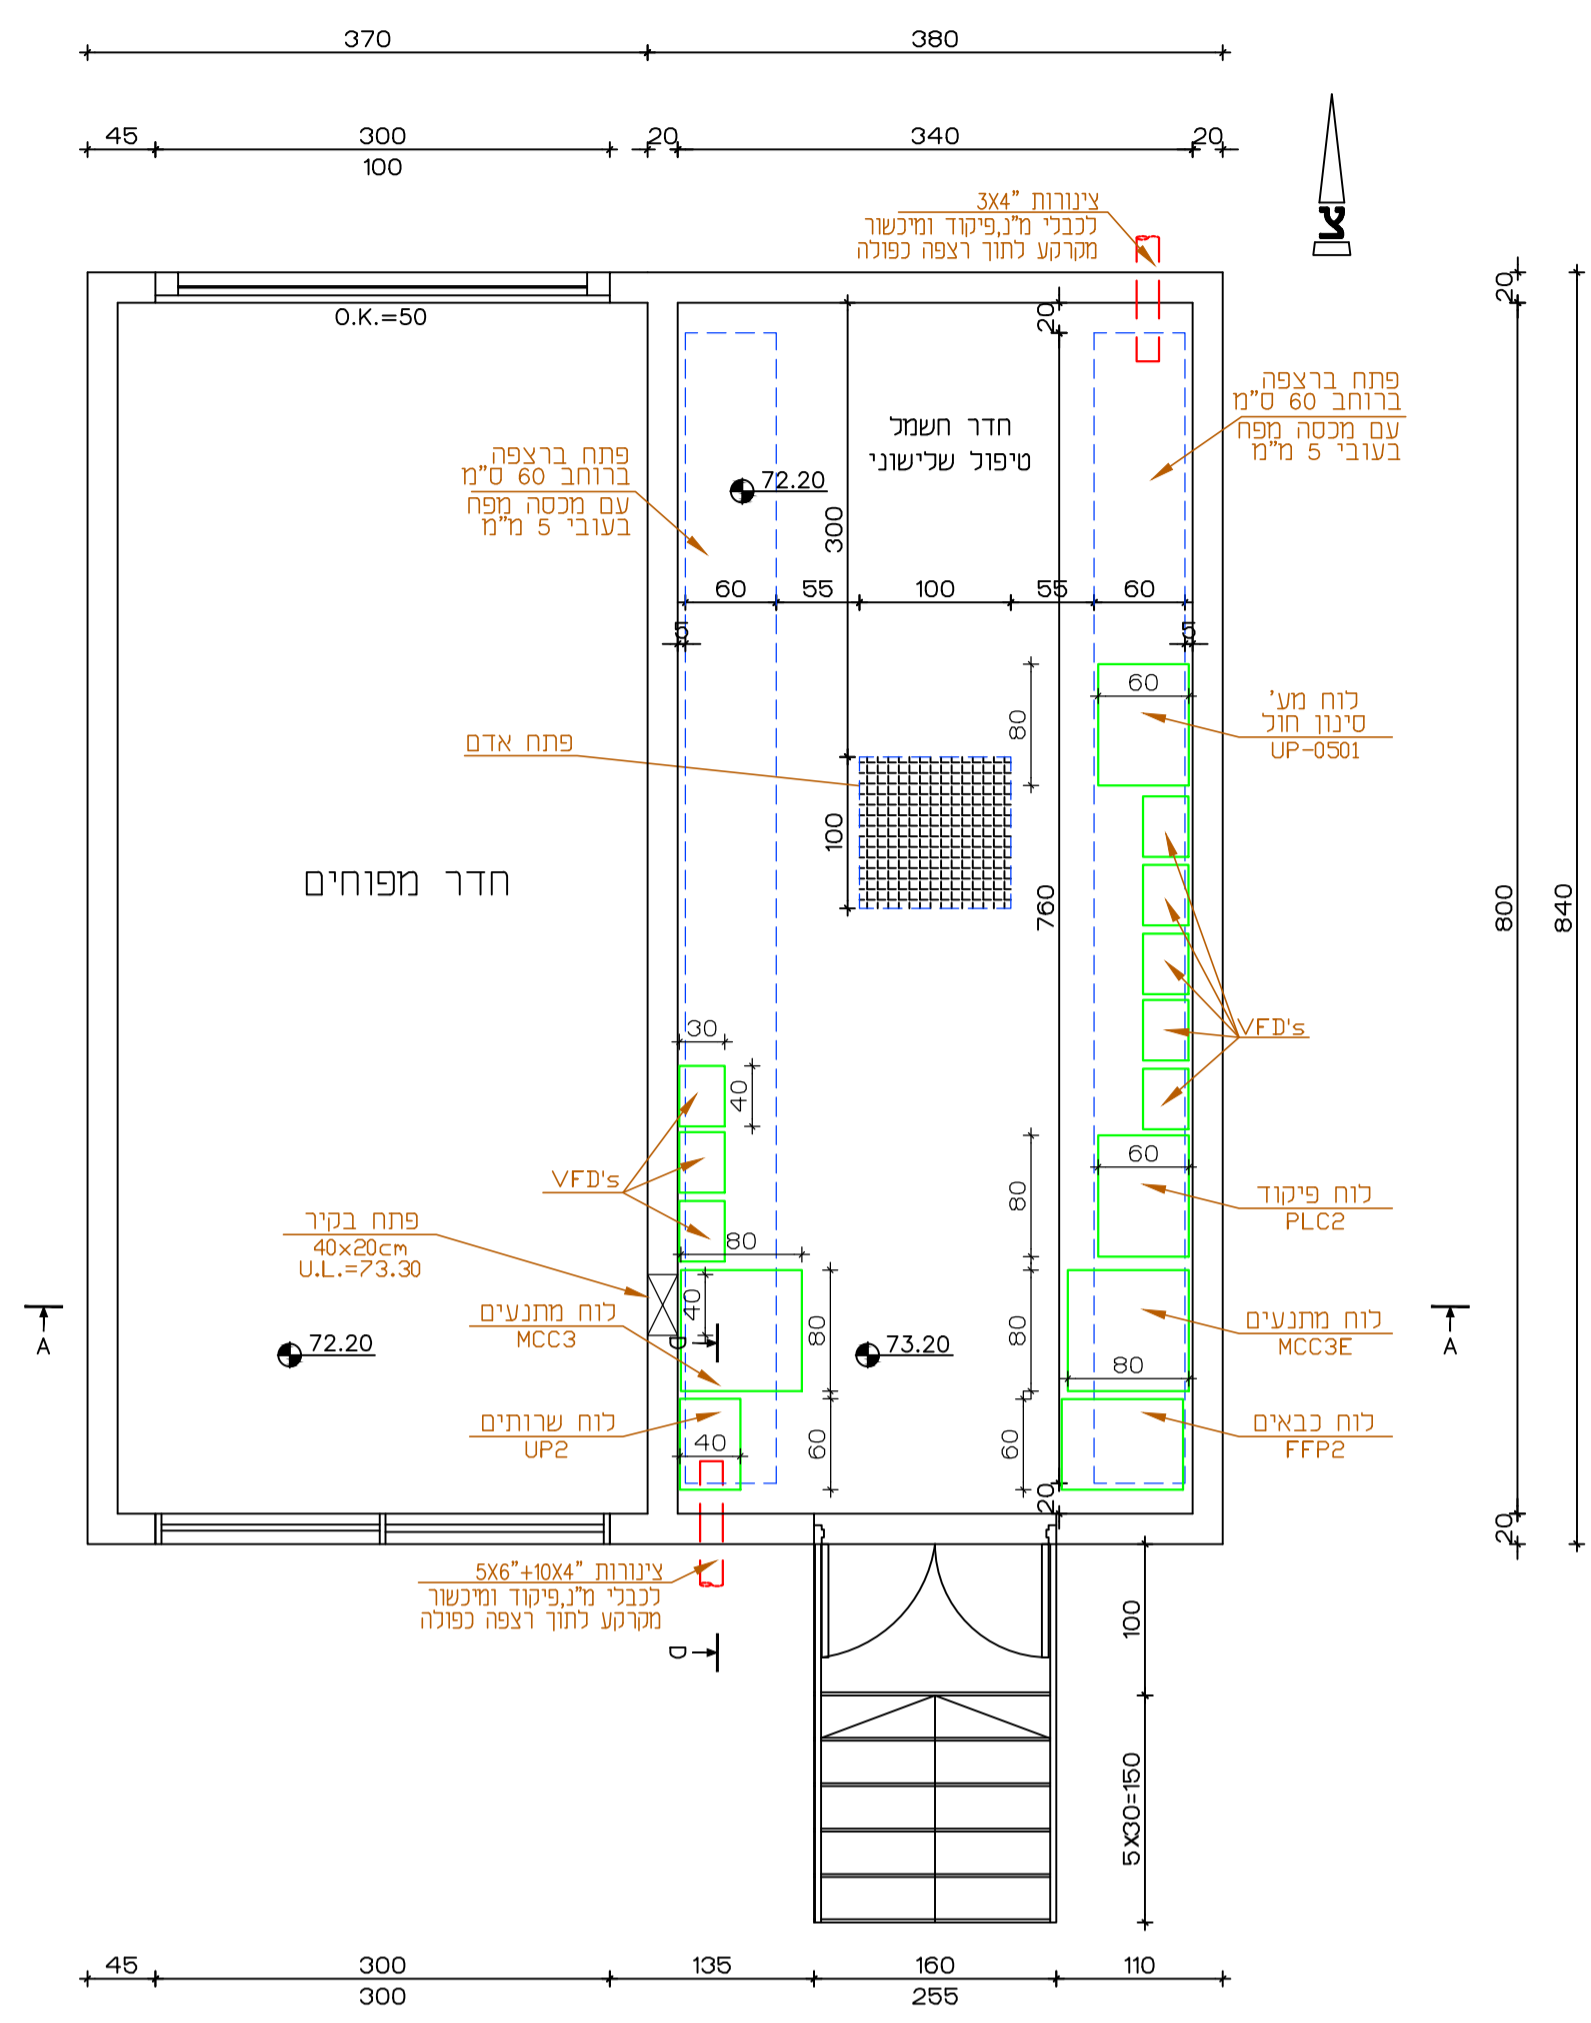 370
380
45
300
20
340
20
100
צינורות 3X4"
לכבלי מ"נ,פיקוד ומיכשור
מקרקע לתוך רצפה כפולה
20
O.K.=50
20
פתח ברצפה
ברוחב 60 ס"מ
עם מכסה מפח
בעובי 5 מ"מ
חדר חשמל
טיפול שלישוני
פתח ברצפה
ברוחב 60 ס"מ
עם מכסה מפח
בעובי 5 מ"מ
72.20
300
60
55
100
55
60
5
5
60
80
לוח מע'
סינון חול
UP-0501
פתח אדם
100
חדר מפוחים
760
800
840
30
VFD's
40
60
80
VFD's
לוח פיקוד
PLC2
פתח בקיר
40x20cm
U.L.=73.30
80
40
80
80
לוח מתנעים
MCC3
לוח מתנעים
MCC3E
A
A
D
72.20
73.20
80
לוח שרותים
UP2
40
60
60
לוח כבאים
FFP2
20
20
צינורות 5X6"+10X4"
לכבלי מ"נ,פיקוד ומיכשור
מקרקע לתוך רצפה כפולה
D
100
5X30=150
45
300
135
160
110
300
255